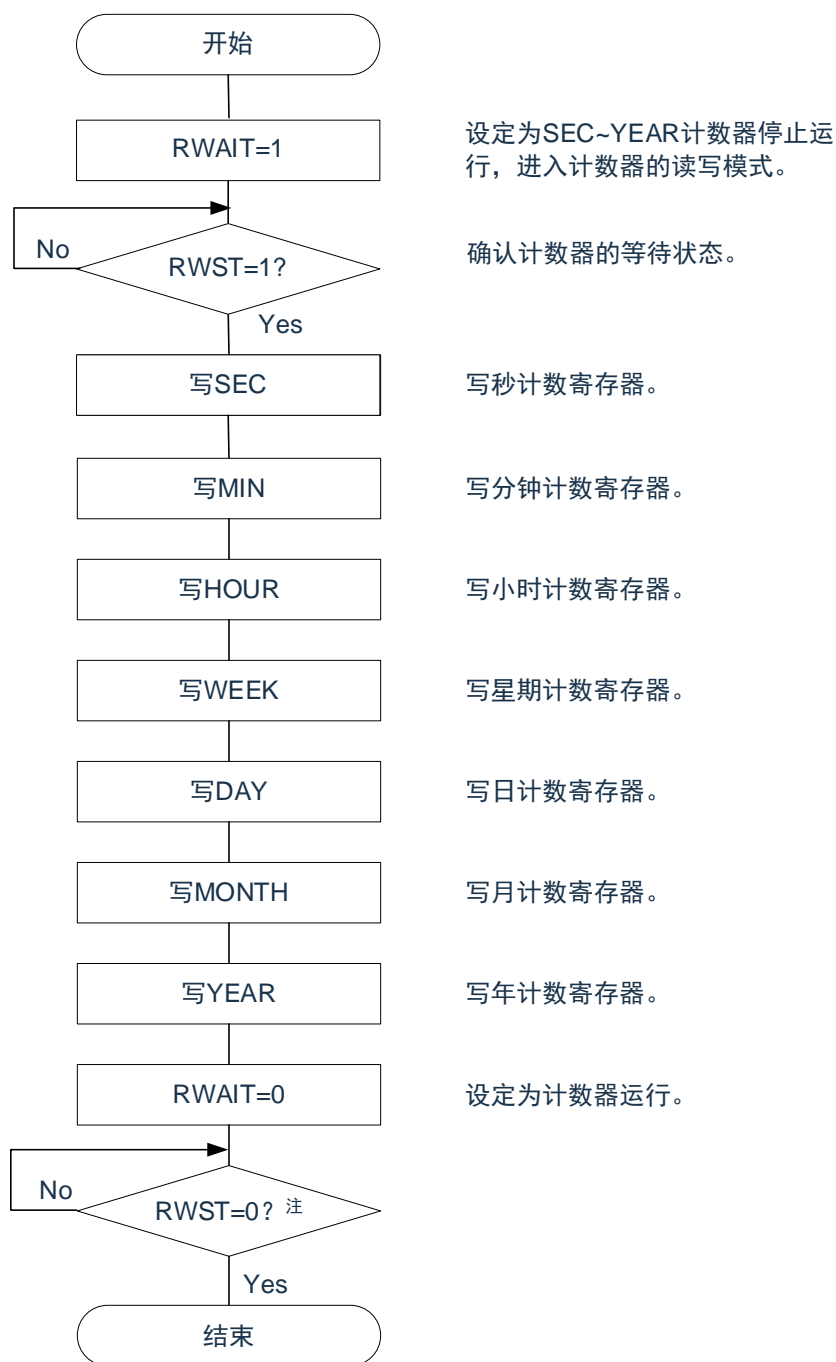 开始
RWAIT=1
设定为SEC~YEAR计数器停止运
行，进入计数器的读写模式。
No
RWST=1?
确认计数器的等待状态。
Yes
写SEC
写秒计数寄存器。
写MIN
写分钟计数寄存器。
写HOUR
写小时计数寄存器。
写WEEK
写星期计数寄存器。
写DAY
写日计数寄存器。
写MONTH
写月计数寄存器。
写YEAR
写年计数寄存器。
RWAIT=0
设定为计数器运行。
No
RWST=0? 注
Yes
结束